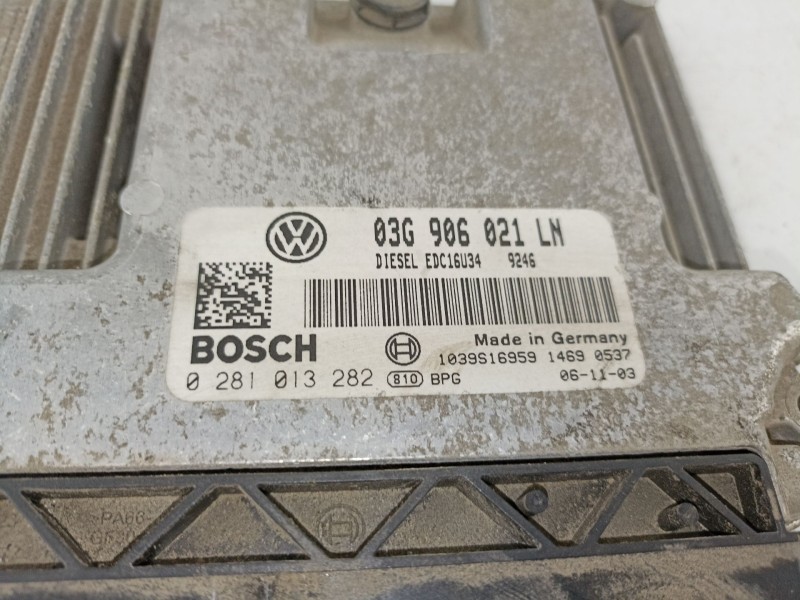 03G 906 021 LN
DIESEL EDC16U34 9246
BOSCH
Made in Germany
1039S16959 1469 0537
0 281 013 282 810 BPG 06-11-03
>PA66